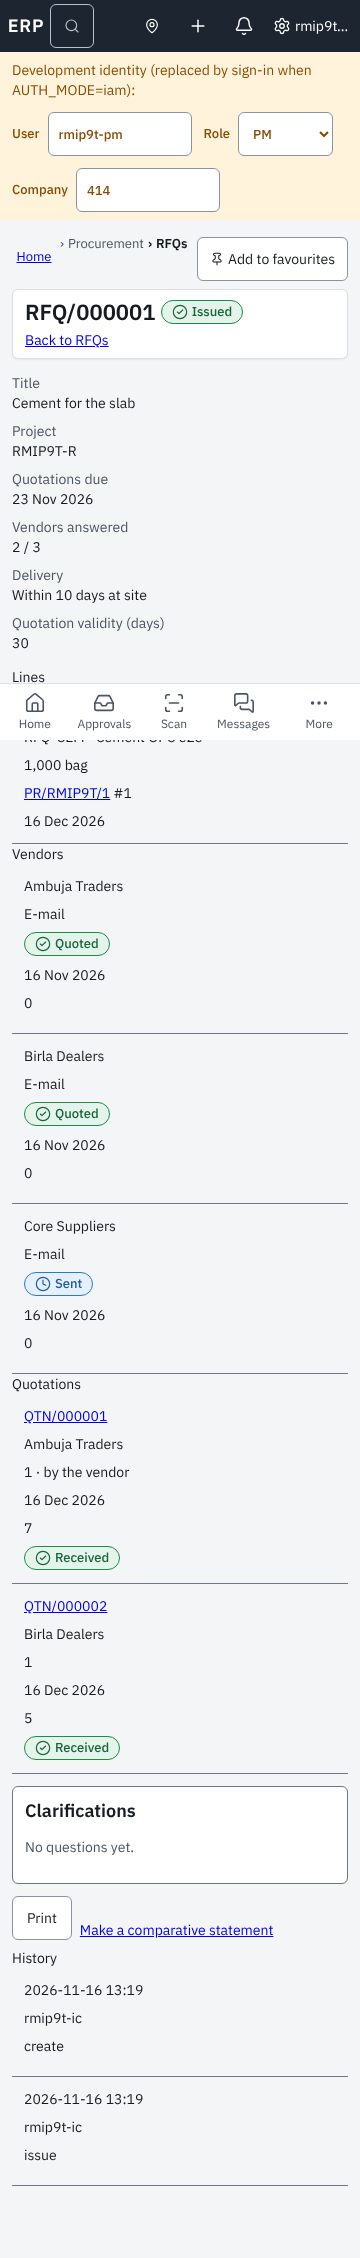 ERP
rmip9t...
Development identity (replaced by sign-in when
AUTH_MODE=iam):
User rmip9t-pm Role PM
Company 414
Home › Procurement › RFQs
Add to favourites
RFQ/000001 Issued
Back to RFQs
Title
Cement for the slab
Project
RMIP9T-R
Quotations due
23 Nov 2026
Vendors answered
2 / 3
Delivery
Within 10 days at site
Quotation validity (days)
30
Lines
Home Approvals Scan Messages More
1,000 bag
PR/RMIP9T/1 #1
16 Dec 2026
Vendors
Ambuja Traders
E-mail
Quoted
16 Nov 2026
0
Birla Dealers
E-mail
Quoted
16 Nov 2026
0
Core Suppliers
E-mail
Sent
16 Nov 2026
0
Quotations
QTN/000001
Ambuja Traders
1 · by the vendor
16 Dec 2026
7
Received
QTN/000002
Birla Dealers
1
16 Dec 2026
5
Received
Clarifications
No questions yet.
Print Make a comparative statement
History
2026-11-16 13:19
rmip9t-ic
create
2026-11-16 13:19
rmip9t-ic
issue